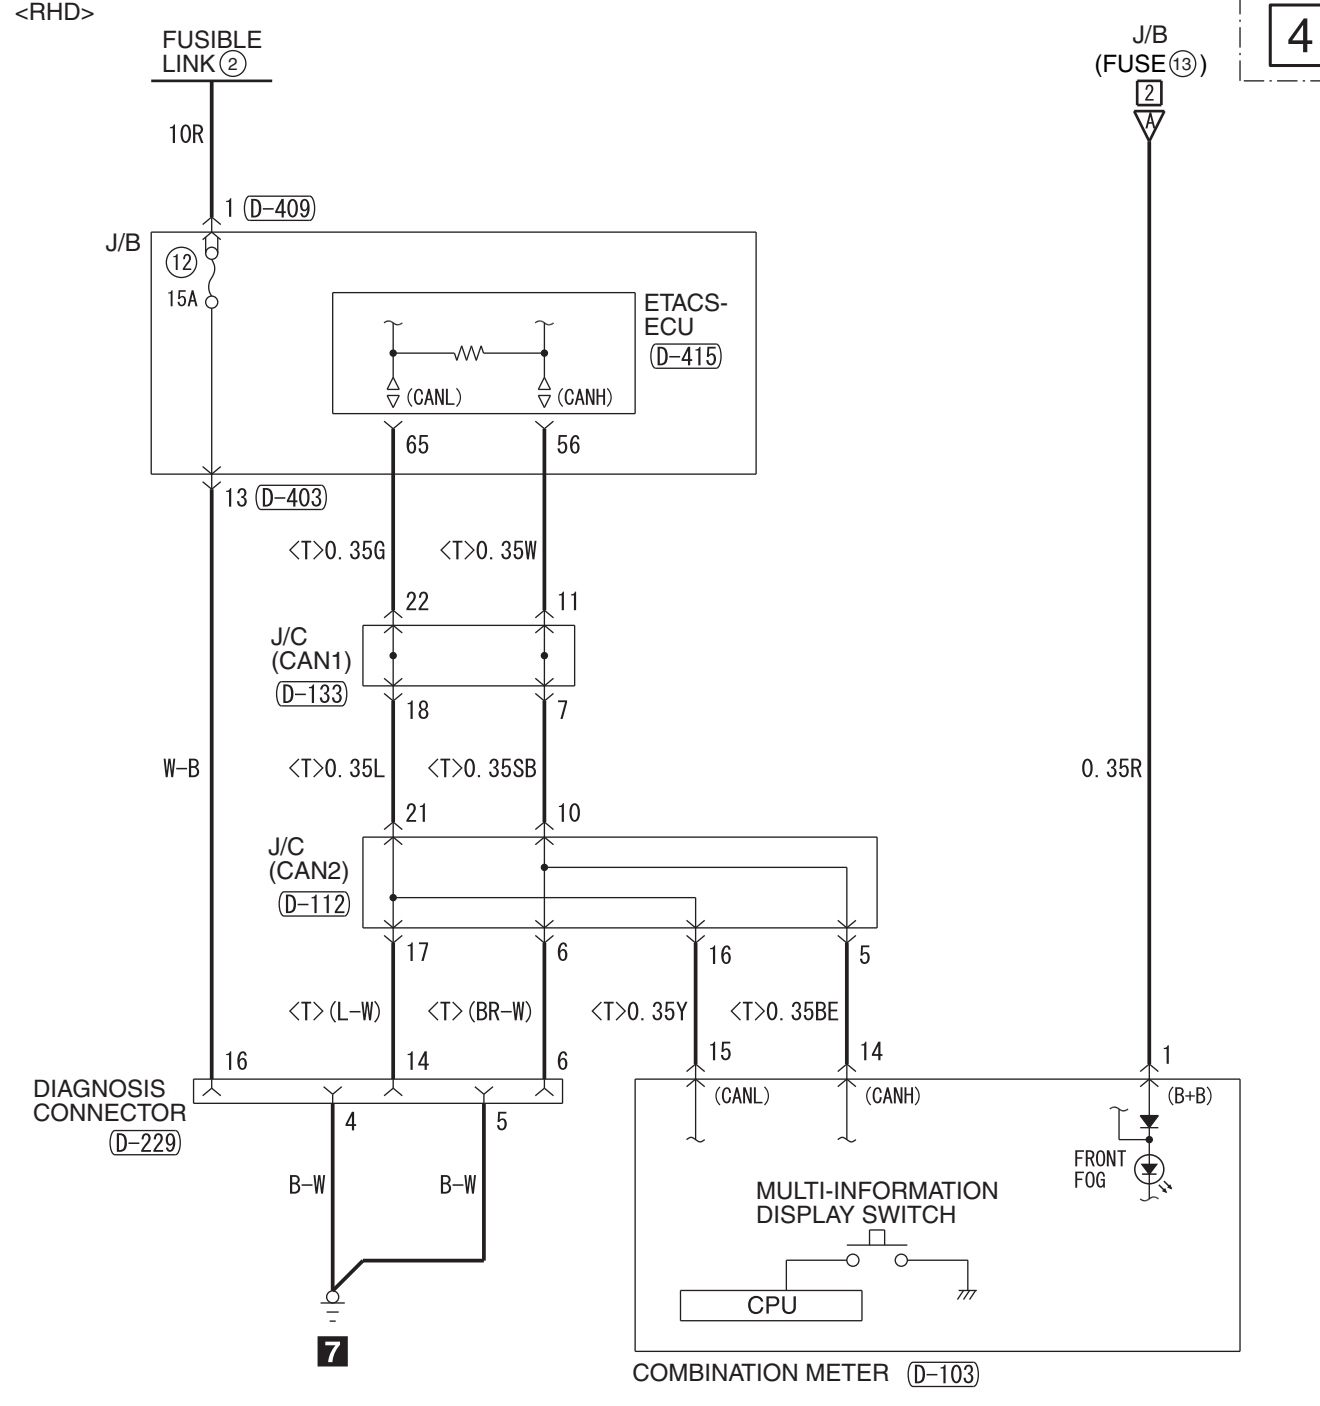 <RHD>
FUSIBLE
LINK ②
J/B
(FUSE ⑬)
4
2
A
10R
1 (D-409)
J/B
⑫
15A
ETACS-
ECU
(D-415)
(CANL)
(CANH)
65
56
13 (D-403)
<T>0.35G
<T>0.35W
22
11
J/C
(CAN1)
(D-133)
18
7
W-B
<T>0.35L
<T>0.35SB
0.35R
21
10
J/C
(CAN2)
(D-112)
17
6
16
5
<T>(L-W)
<T>(BR-W)
<T>0.35Y
<T>0.35BE
16
14
6
15
14
1
DIAGNOSIS
CONNECTOR
(D-229)
4
5
(CANL)
(CANH)
(B+B)
FRONT
FOG
B-W
B-W
MULTI-INFORMATION
DISPLAY SWITCH
CPU
7
COMBINATION METER (D-103)